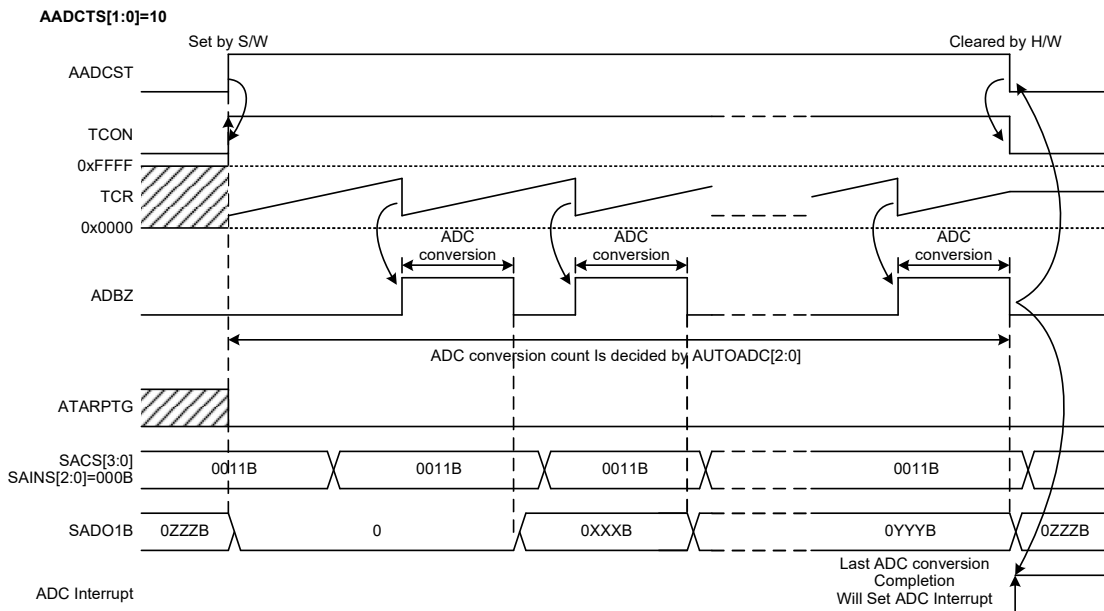 AADCTS[1:0]=10
Set by S/W
Cleared by H/W
AADCST
TCON
0xFFFF
TCR
0x0000
ADC
conversion
ADC
conversion
ADC
conversion
ADBZ
ADC conversion count Is decided by AUTOADC[2:0]
ATARPTG
SACS[3:0]
SAINS[2:0]=000B
0011B
0011B
0011B
0011B
SADO1B
0ZZZB
0
0XXXB
0YYYB
0ZZZB
Last ADC conversion
Completion
Will Set ADC Interrupt
ADC Interrupt